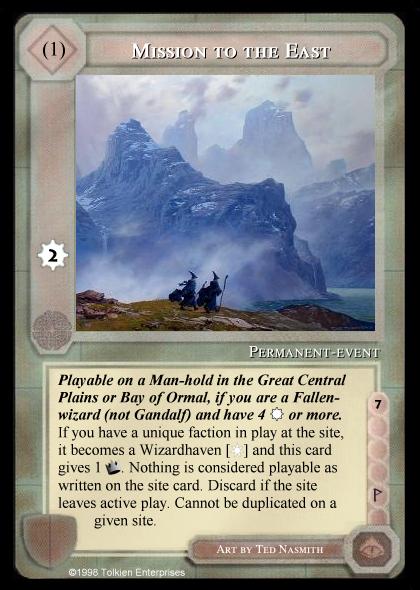 (1)
MISSION TO THE EAST
2
PERMANENT-EVENT
Playable on a Man-hold in the Great Central
Plains or Bay of Ormal, if you are a Fallen-
wizard (not Gandalf) and have 4 or more.
If you have a unique faction in play at the site,
it becomes a Wizardhaven [ ] and this card
gives 1 . Nothing is considered playable as
written on the site card. Discard if the site
leaves active play. Cannot be duplicated on a
given site.
7
ᚹ
ART BY TED NASMITH
©1998 Tolkien Enterprises